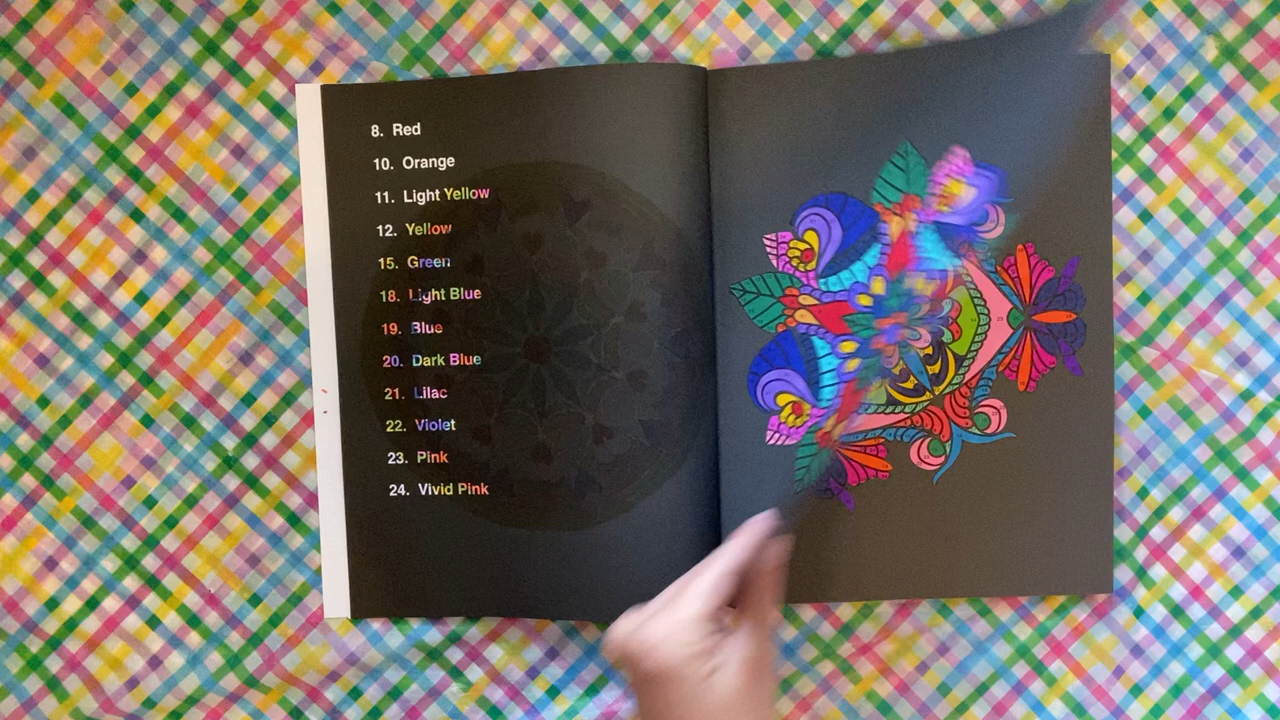 8. Red
10. Orange
11. Light Yellow
12. Yellow
15. Green
18. Light Blue
19. Blue
20. Dark Blue
21. Lilac
22. Violet
23. Pink
24. Vivid Pink